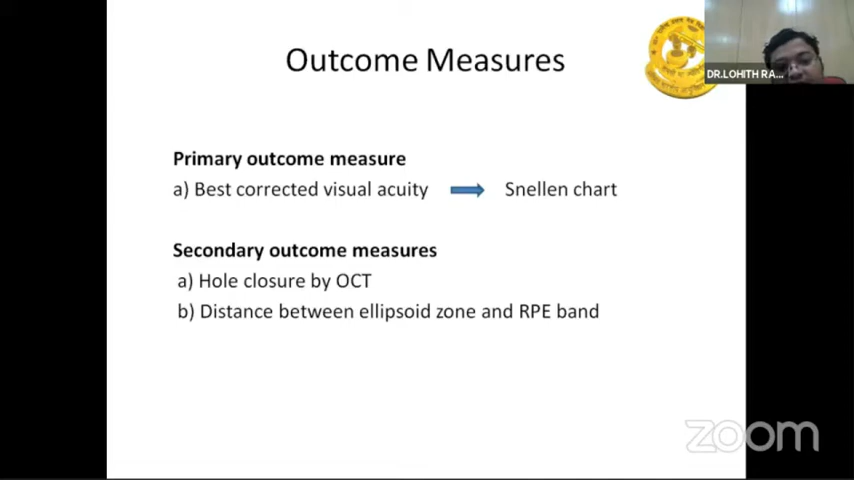 Outcome Measures
DR.LOHITH RA...
Primary outcome measure
a) Best corrected visual acuity
Snellen chart
Secondary outcome measures
a) Hole closure by OCT
b) Distance between ellipsoid zone and RPE band
zoom